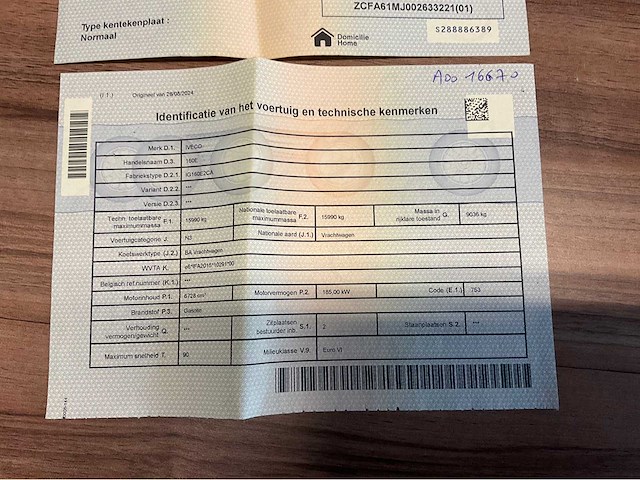 ZCFA61MJ002633221(01)
Type kentekenplaat :
Normaal
Domicilie
Home
S288886389
A00 16670
(I.1.) Origineel van 28/08/2024
Identificatie van het voertuig en technische kenmerken
Merk D.1. IVECO
Handelsnaam D.3. 160E
Fabriekstype D.2.1 IG160E2CA
Variant D.2.2. ***
Versie D.2.3. ***
Techn. toelaatbare maximummassa F.1. 15990 kg Nationale toelaatbare maximummassa F.2. 15990 kg Massa in rijklare toestand G. 9036 kg
Voertuigcategorie J. N3 Nationale aard (J.1.) Vrachtwagen
Koetswerktype (J.2.) BA Vrachtwagen
WVTA K.
Belgisch ref.nummer (K.1.) ***
Motorinhoud P.1. 6728 cm³ Motorvermogen P.2. 185.00 kW Code (E.1.) 753
Brandstof P.3. Gasolie
Verhouding vermogen/gewicht Q. *** Zitplaatsen bestuurder inb. S.1. 2 Staanplaatsen S.2. ***
Maximum snelheid T. 90 Milieuklasse V.9. Euro VI